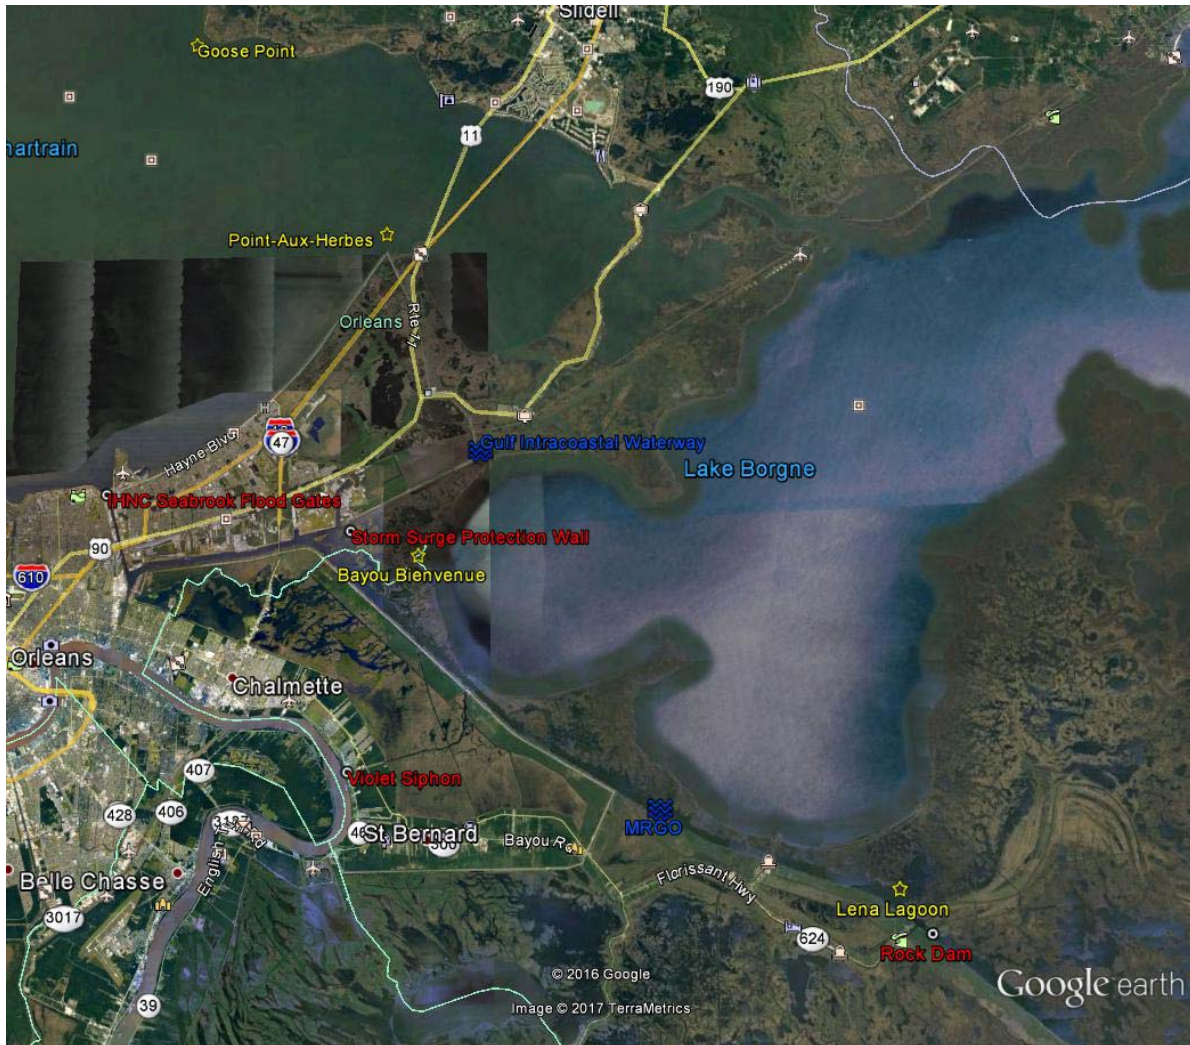 Slidell
Goose Point
190
11
hartrain
Point-Aux-Herbes
Orleans
Rte 11
47
Hayne Blvd
Gulf Intracoastal Waterway
Lake Borgne
IHNC Seabrook Flood Gates
Storm Surge Protection Wall
90
Bayou Bienvenue
610
Orleans
Chalmette
407
Violet Siphon
428
406
St Bernard
Bayou Rd
MRGO
English
Belle Chasse
Florissant Hwy
3017
Lena Lagoon
624
Rock Dam
39
© 2016 Google
Image © 2017 TerraMetrics
Google earth